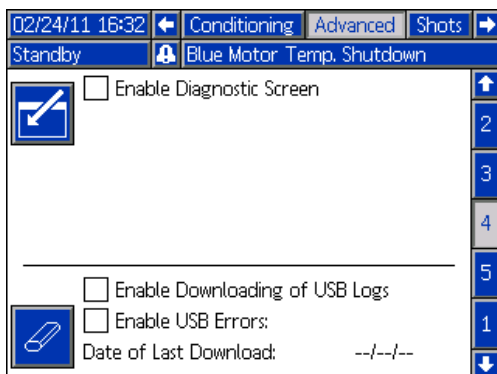 02/24/11 16:32 Conditioning Advanced Shots
Standby Blue Motor Temp. Shutdown
Enable Diagnostic Screen
2
3
4
5
Enable Downloading of USB Logs
Enable USB Errors:
1
Date of Last Download: --/--/--